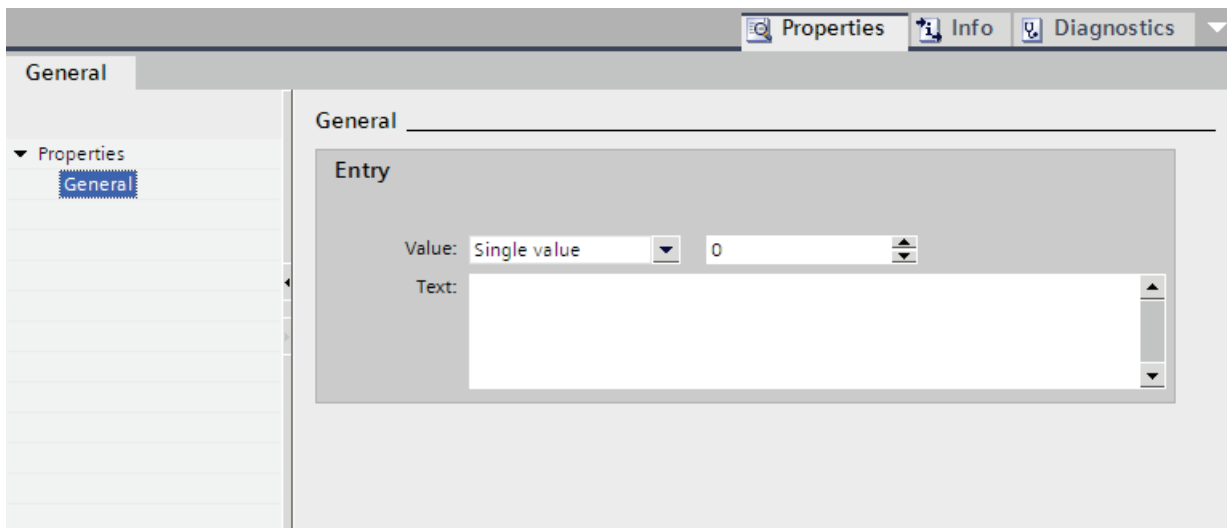 Properties Info Diagnostics
General
General
Properties
General
Entry
Value: Single value 0
Text: